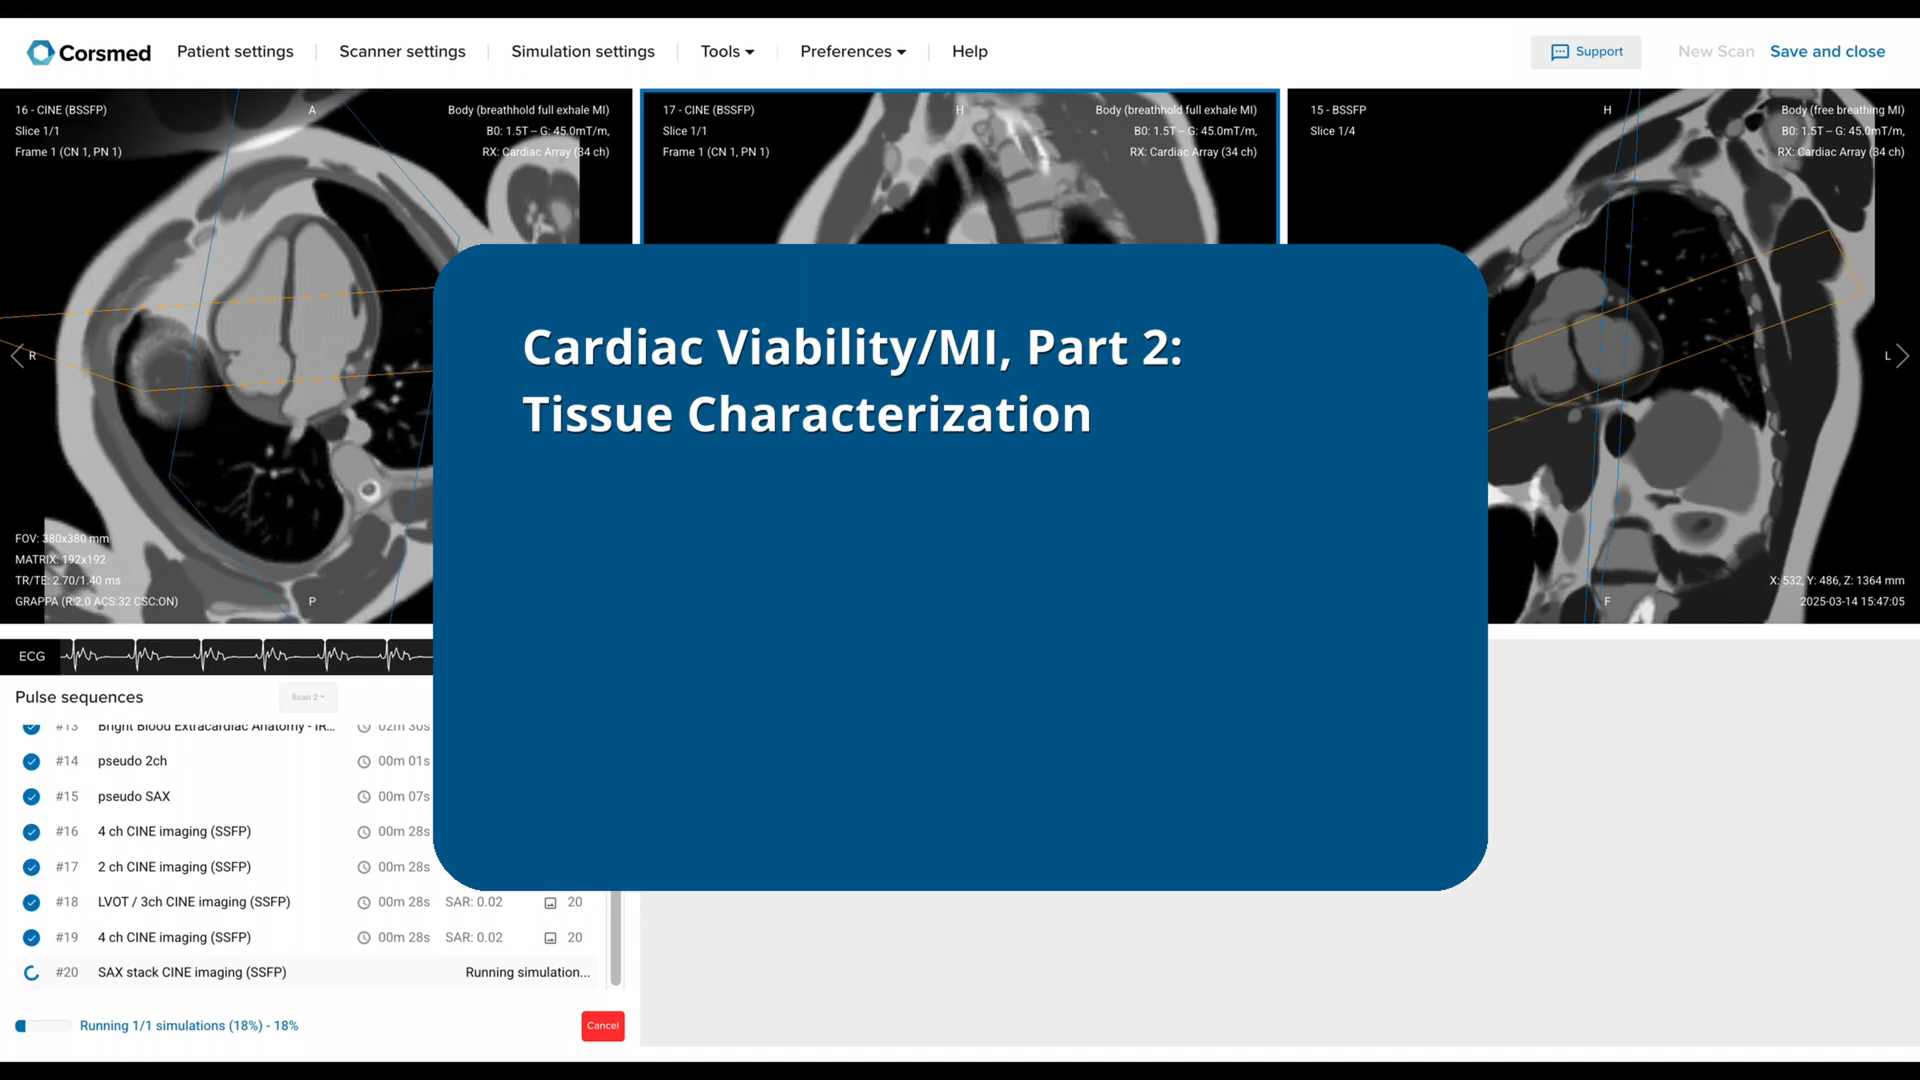 Corsmed
Patient settings
Scanner settings
Simulation settings
Tools
Preferences
Help
Support
New Scan
Save and close
16 - CINE (BSSFP)
Slice 1/1
Frame 1 (CN 1, PN 1)
A
Body (breathhold full exhale MI)
B0: 1.5T – G: 45.0mT/m,
RX: Cardiac Array (34 ch)
R
FOV: 380x380 mm
MATRIX: 192x192
TR/TE: 2.70/1.40 ms
GRAPPA (R:2.0 ACS:32 CSC:ON)
P
17 - CINE (BSSFP)
Slice 1/1
Frame 1 (CN 1, PN 1)
H
Body (breathhold full exhale MI)
B0: 1.5T – G: 45.0mT/m,
RX: Cardiac Array (34 ch)
15 - BSSFP
Slice 1/4
H
Body (free breathing MI)
B0: 1.5T – G: 45.0mT/m,
RX: Cardiac Array (34 ch)
L
X: 532, Y: 486, Z: 1364 mm
2025-03-14 15:47:05
F
Cardiac Viability/MI, Part 2:
Tissue Characterization
ECG
Pulse sequences
Scan 2
#13 Bright Blood Extracardiac Anatomy - IR... 02m 30s
#14 pseudo 2ch 00m 01s
#15 pseudo SAX 00m 07s
#16 4 ch CINE imaging (SSFP) 00m 28s
#17 2 ch CINE imaging (SSFP) 00m 28s
#18 LVOT / 3ch CINE imaging (SSFP) 00m 28s SAR: 0.02 20
#19 4 ch CINE imaging (SSFP) 00m 28s SAR: 0.02 20
#20 SAX stack CINE imaging (SSFP) Running simulation...
Running 1/1 simulations (18%) - 18%
Cancel